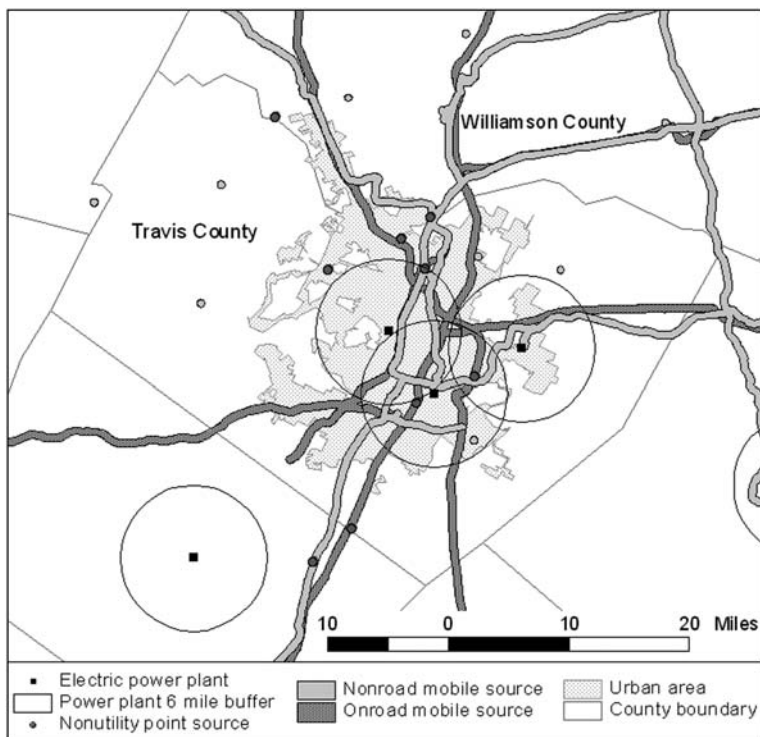 Williamson County
Travis County
10 0 10 20 Miles
Electric power plant
Power plant 6 mile buffer
Nonutility point source
Nonroad mobile source
Onroad mobile source
Urban area
County boundary